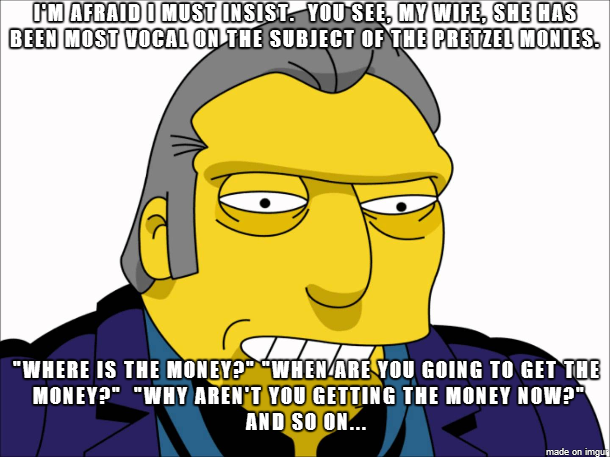 I'M AFRAID I MUST INSIST. YOU SEE, MY WIFE, SHE HAS
BEEN MOST VOCAL ON THE SUBJECT OF THE PRETZEL MONIES.
"WHERE IS THE MONEY?" "WHEN ARE YOU GOING TO GET THE
MONEY?" "WHY AREN'T YOU GETTING THE MONEY NOW?"
AND SO ON...
made on imgur